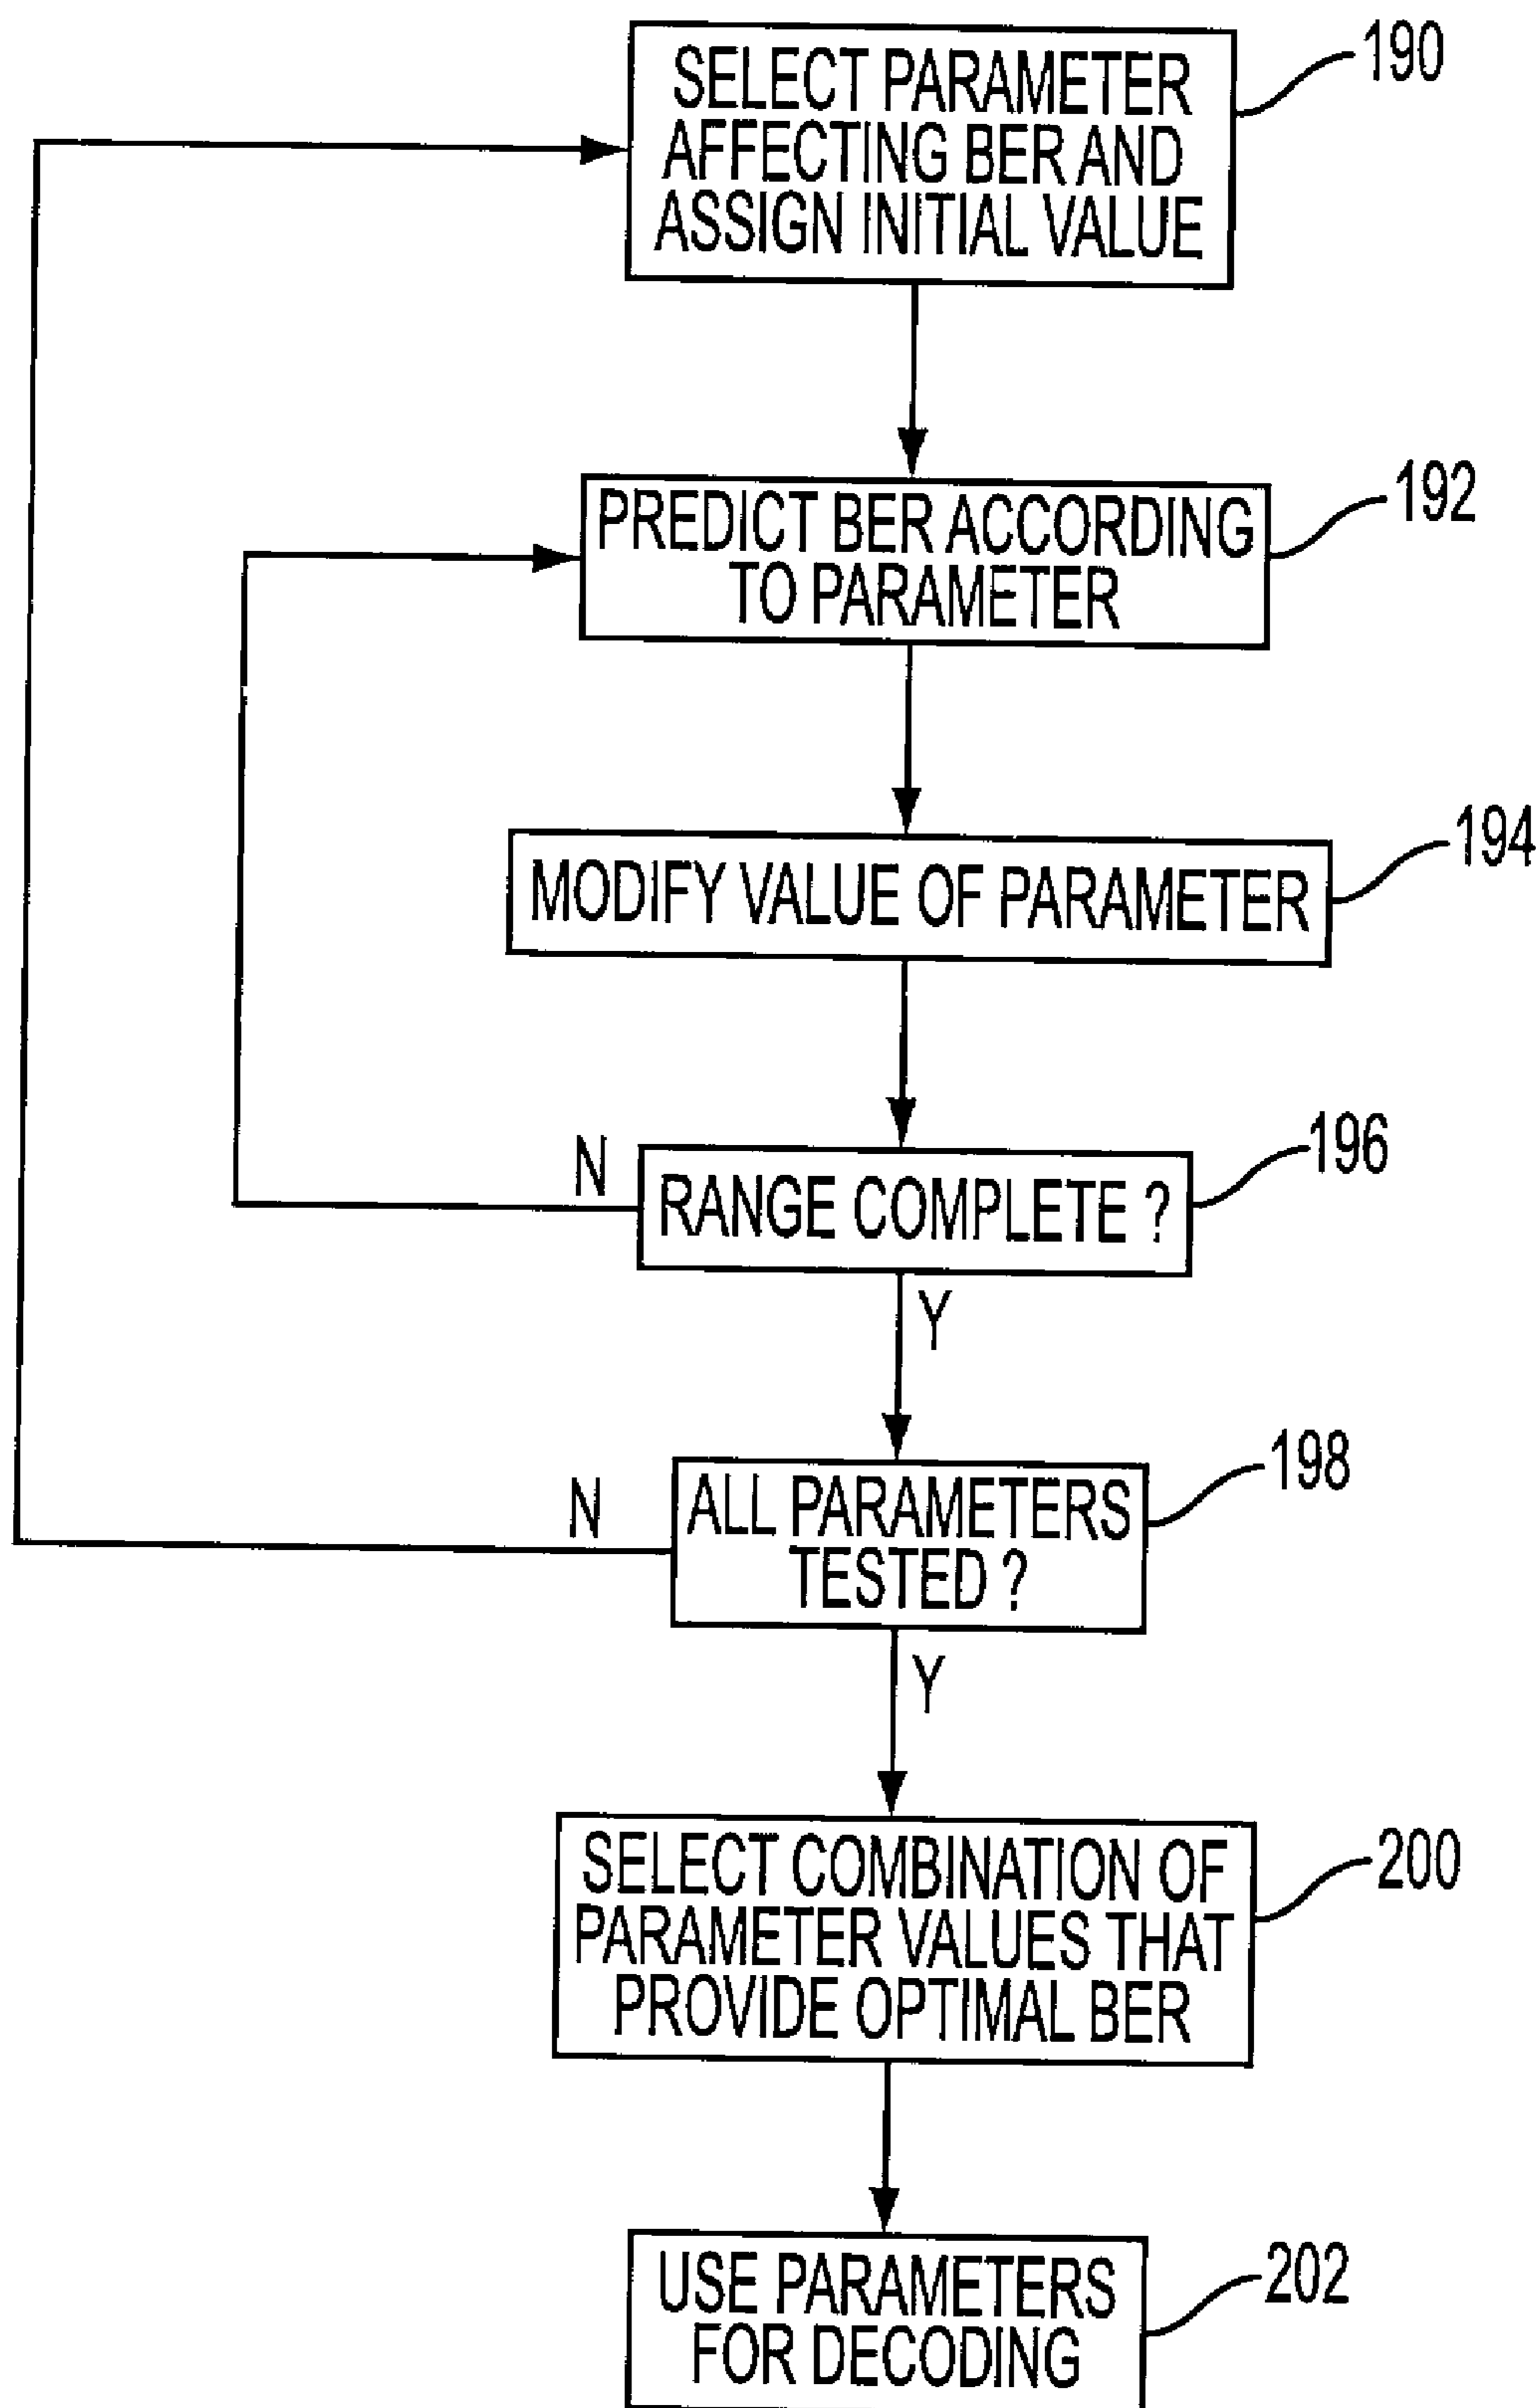 SELECT PARAMETER
AFFECTING BER AND
ASSIGN INITIAL VALUE
190
PREDICT BER ACCORDING
TO PARAMETER
192
MODIFY VALUE OF PARAMETER
194
RANGE COMPLETE ?
196
N
Y
ALL PARAMETERS
TESTED ?
198
N
Y
SELECT COMBINATION OF
PARAMETER VALUES THAT
PROVIDE OPTIMAL BER
200
USE PARAMETERS
FOR DECODING
202